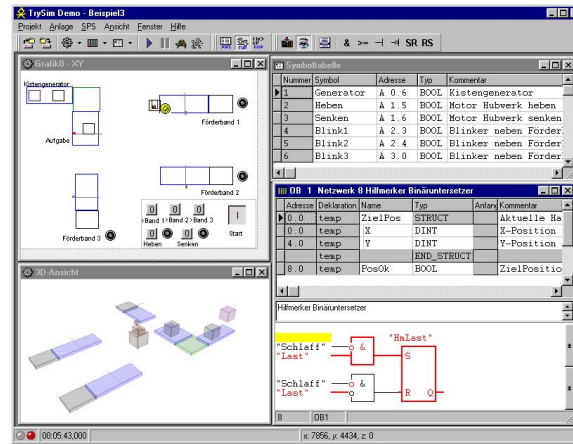 TrySim Demo - Beispiel3
Projekt Anlage SPS Ansicht Fenster Hilfe
& >= SR RS
Grafik0 - XY
Kistengenerator
Aufgabe
Förderband 1
Förderband 2
Förderband 3
0 0 0 I
>Band 1 >Band 2 >Band 3
0 0 Start
Heben Senken
Symboltabelle
Nummer Symbol Adresse Typ Kommentar
1 Generator A 0.6 BOOL Kistengenerator
2 Heben A 1.5 BOOL Motor Hubwerk heben
3 Senken A 1.6 BOOL Motor Hubwerk senken
4 Blink1 A 2.3 BOOL Blinker neben Förder
5 Blink2 A 2.4 BOOL Blinker neben Förder
6 Blink3 A 3.0 BOOL Blinker neben Förder
OB 1 Netzwerk 8 Hilfmerker Binäruntersetzer
Adresse Deklaration Name Typ Anfang Kommentar
0.0 temp ZielPos STRUCT Aktuelle Ha
0.0 temp X DINT X-Position
4.0 temp Y DINT Y-Position
temp END_STRUCT
8.0 temp PosOk BOOL ZielPositio
Hilfmerker Binäruntersetzer
"HmLast"
"Schlaff" &
"Last" S
"Schlaff" &
"Last" R Q
8 OB1
3D-Ansicht
00:05:43,000 x: 7856, y: 4434, z: 0